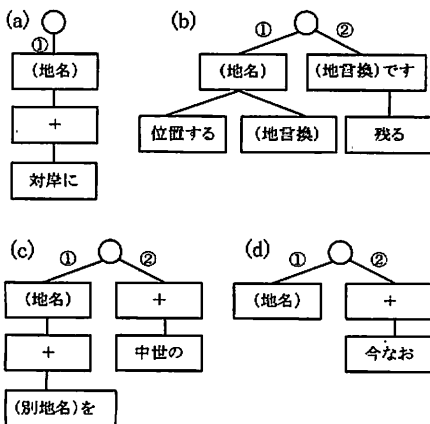 (a)
①
(地名)
+
対岸に
(b)
① ②
(地名) (地名換)です
位置する (地名換) 残る
(c)
① ②
(地名) +
+ 中世の
(別地名)を
(d)
① ②
(地名) +
今なお